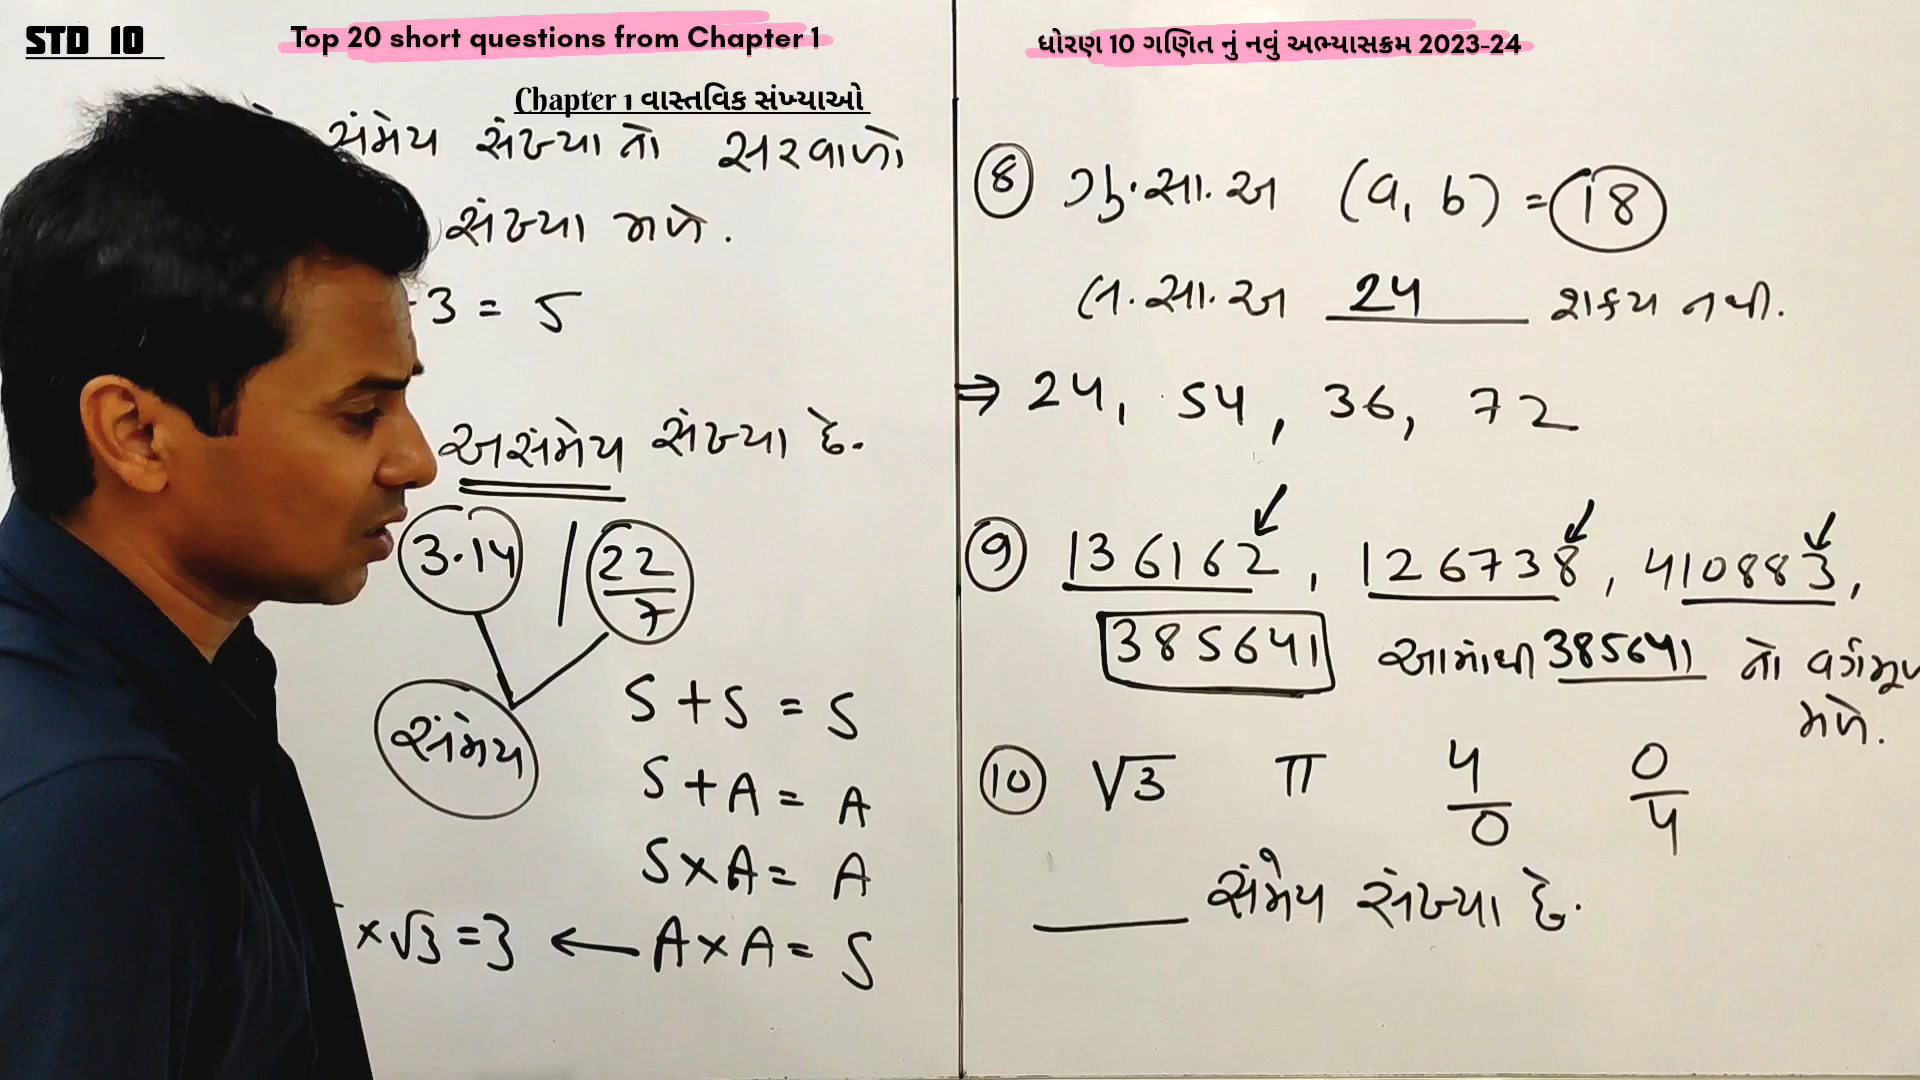 STD 10
Top 20 short questions from Chapter 1
ધોરણ 10 ગણિત નું નવું અભ્યાસક્રમ 2023-24
Chapter 1 વાસ્તવિક સંખ્યાઓ
સંમેય સંખ્યા નો સરવાળો
સંખ્યા મળે.
3 = 5
અસંમેય સંખ્યા છે.
3.14 / 22/7
સંમેય
S + S = S
S + A = A
S × A = A
× √3 = 3 ← A × A = S
⑧ ગુ.સા.અ (a, b) = 18
લ.સા.અ 24 શક્ય નથી.
⇒ 24, 54, 36, 72
⑨ 136162, 126738, 410883,
385641 આમાંથી 385641 નો વર્ગમૂળ
મળે.
⑩ √3 π 4/0 0/4
____ સંમેય સંખ્યા છે.